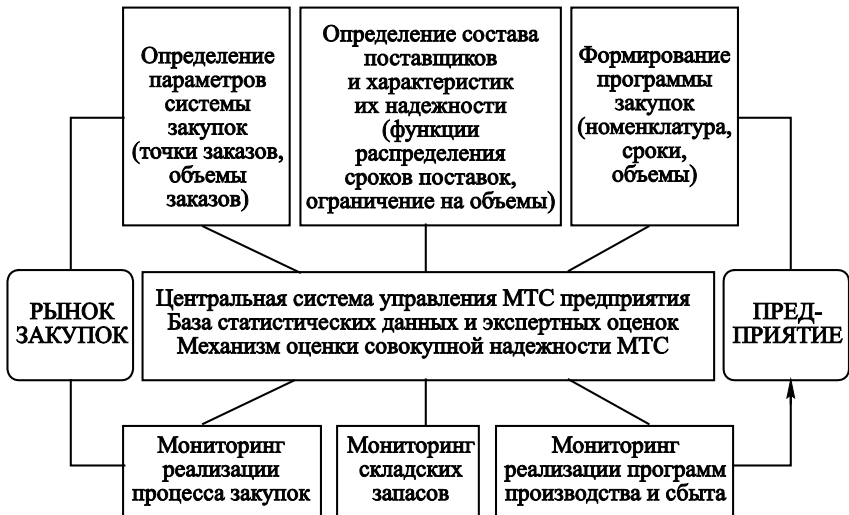 Определение
параметров
системы
закупок
(точки заказов,
объемы
заказов)
Определение состава
поставщиков
и характеристик
их надежности
(функции
распределения
сроков поставок,
ограничение на объемы)
Формирование
программы
закупок
(номенклатура,
сроки,
объемы)
РЫНОК
ЗАКУПОК
Центральная система управления МТС предприятия
База статистических данных и экспертных оценок
Механизм оценки совокупной надежности МТС
ПРЕД-
ПРИЯТИЕ
Мониторинг
реализации
процесса закупок
Мониторинг
складских
запасов
Мониторинг
реализации программ
производства и сбыта